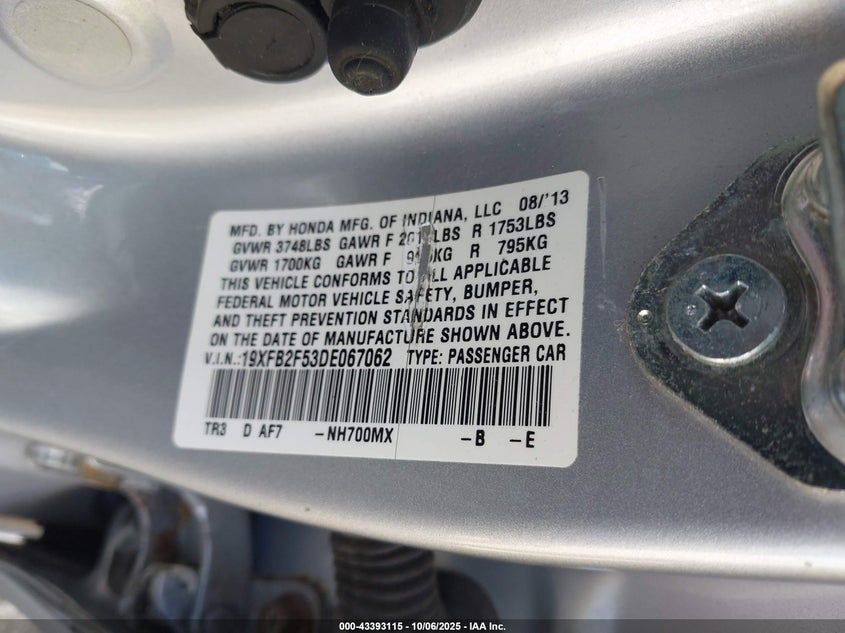 MFD. BY HONDA MFG. OF INDIANA, LLC 08/'13
GVWR 3748LBS GAWR F LBS R 1753LBS
GVWR 1700KG GAWR F KG R 795KG
THIS VEHICLE CONFORMS TO ALL APPLICABLE
FEDERAL MOTOR VEHICLE SAFETY, BUMPER,
AND THEFT PREVENTION STANDARDS IN EFFECT
ON THE DATE OF MANUFACTURE SHOWN ABOVE.
V.I.N.:19XFB2F53DE067062 TYPE: PASSENGER CAR
TR3 D AF7 -NH700MX -B -E
000-43393115 - 10/06/2025 - IAA Inc.